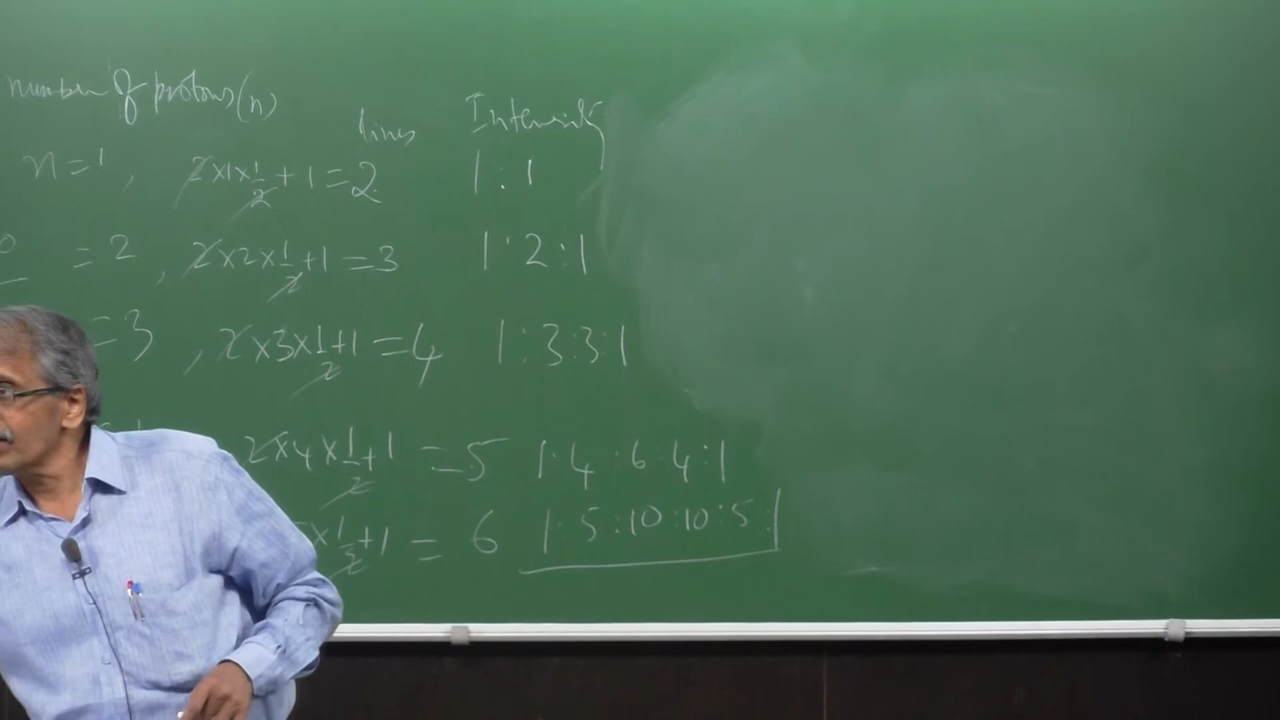 number of protons (n)
lines Intensity
n=1, 2×1×1/2+1=2 1:1
=2, 2×2×1/2+1=3 1:2:1
=3, 2×3×1/2+1=4 1:3:3:1
2×4×1/2+1=5 1:4:6:4:1
×1/2+1=6 1:5:10:10:5:1